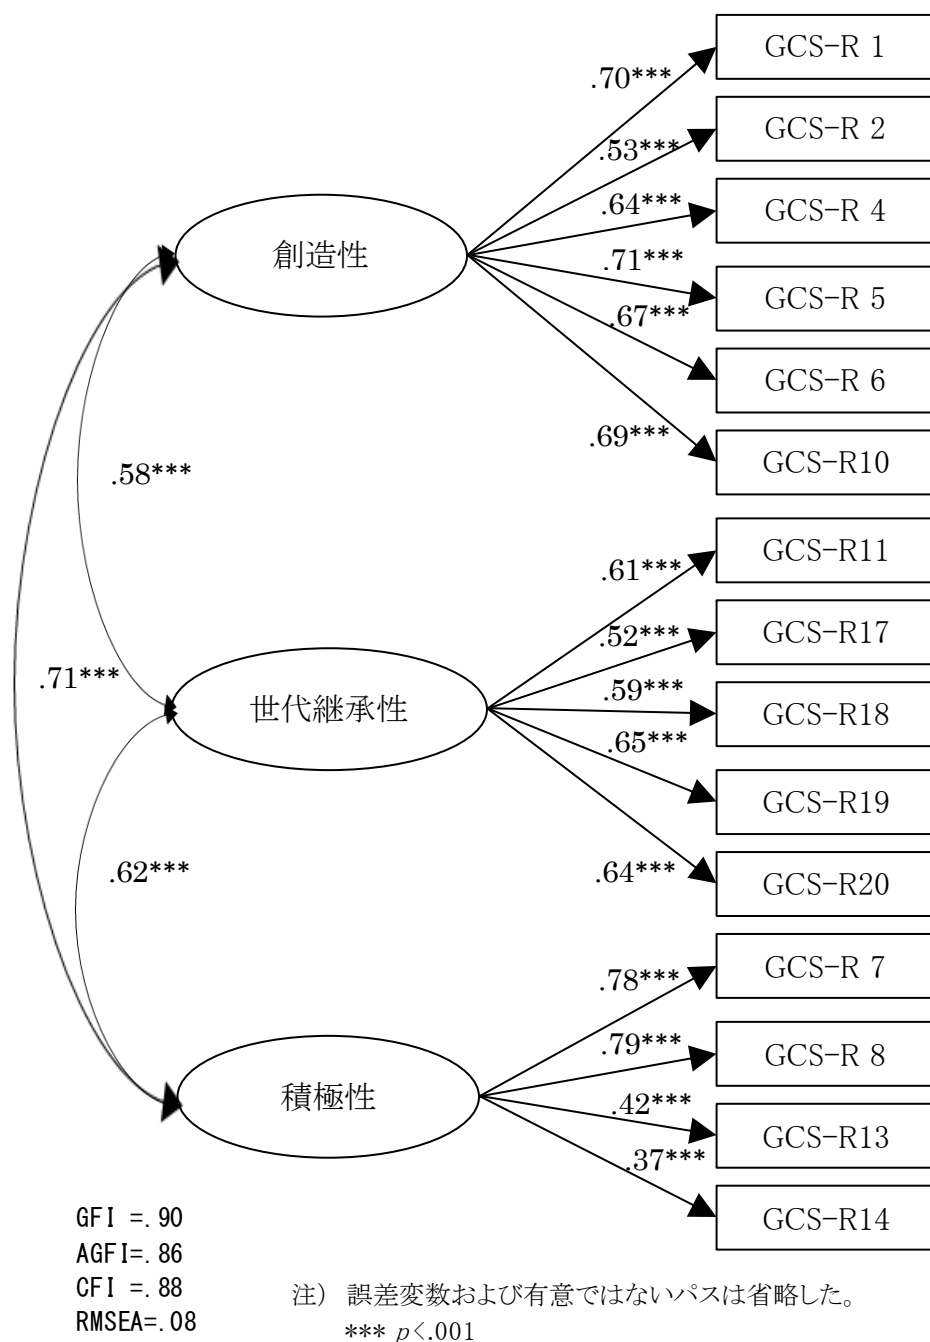 GCS-R 1
.70***
GCS-R 2
.53***
GCS-R 4
.64***
創造性
.71***
GCS-R 5
.67***
GCS-R 6
.69***
GCS-R10
.58***
GCS-R11
.61***
GCS-R17
.52***
.71***
世代継承性
.59***
GCS-R18
.65***
GCS-R19
.62***
.64***
GCS-R20
GCS-R 7
.78***
GCS-R 8
.79***
積極性
.42***
GCS-R13
.37***
GCS-R14
GFI =.90
AGFI=.86
CFI =.88
RMSEA=.08
注） 誤差変数および有意ではないパスは省略した。
*** p<.001